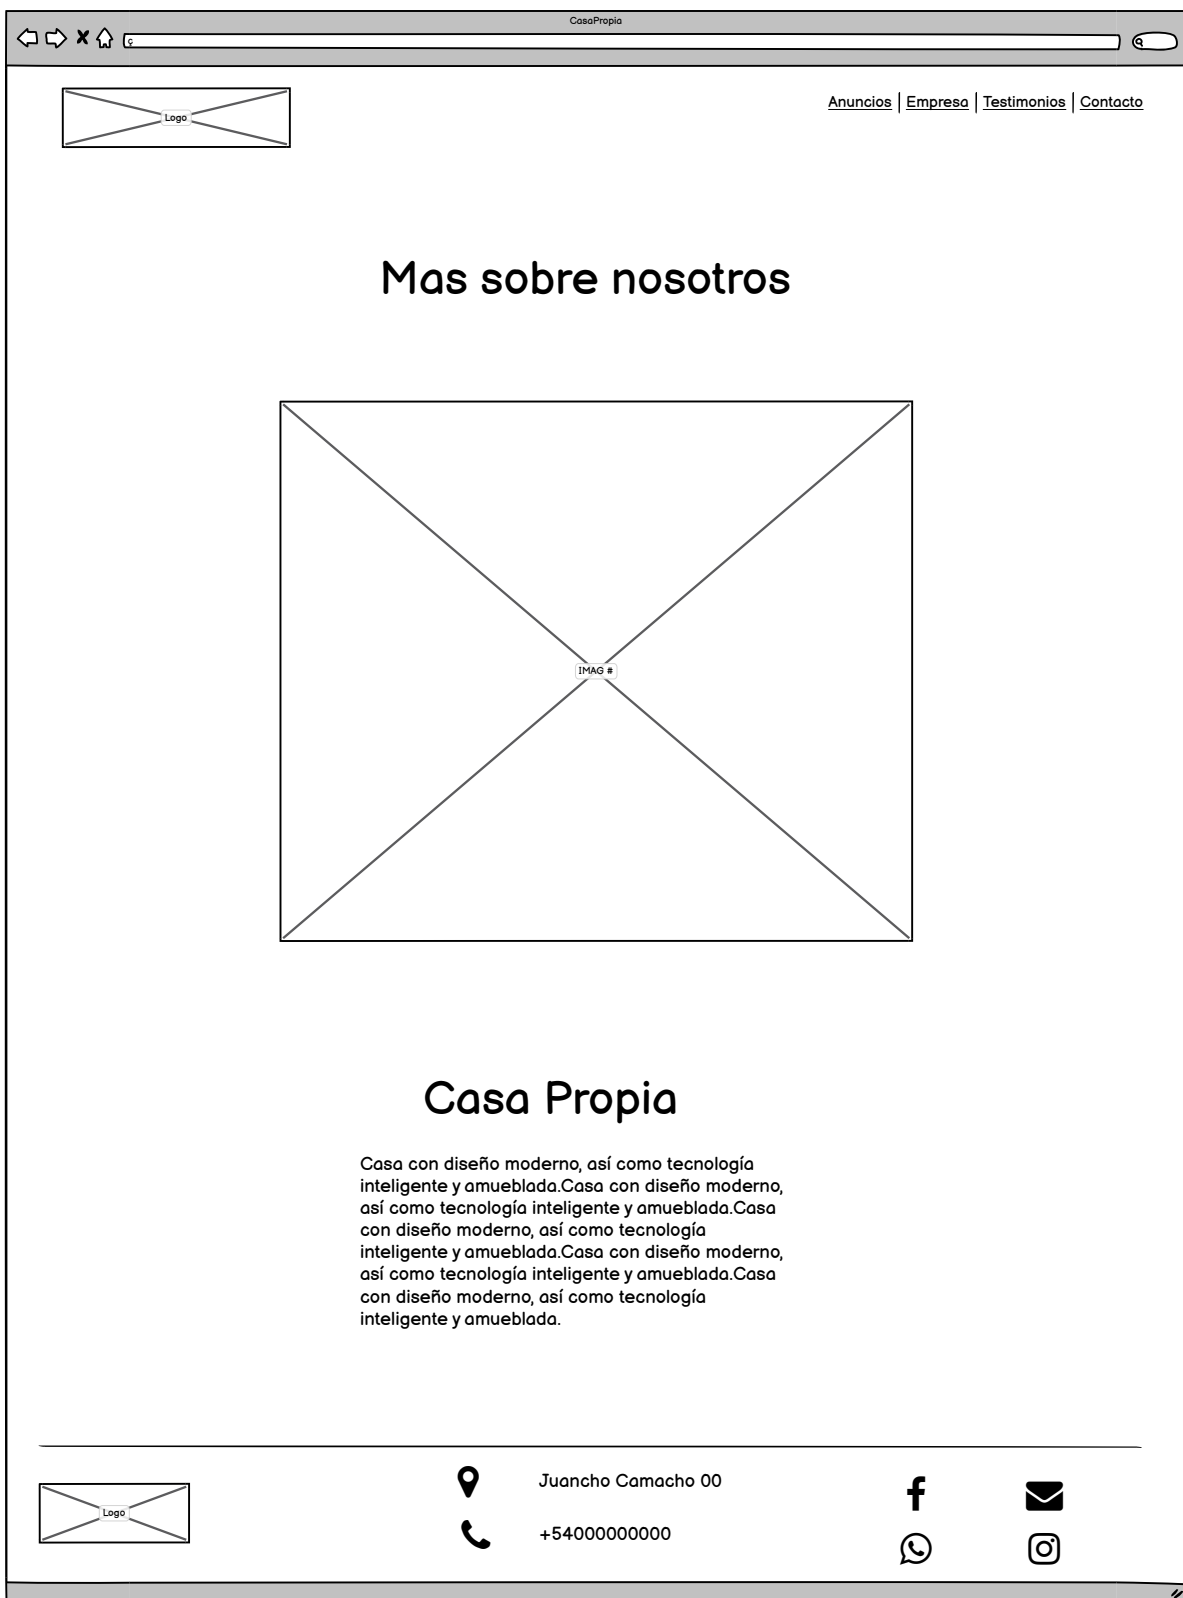 CasaPropia
ç
Logo
Anuncios | Empresa | Testimonios | Contacto
Mas sobre nosotros
IMAG #
Casa Propia
Casa con diseño moderno, así como tecnología
inteligente y amueblada.Casa con diseño moderno,
así como tecnología inteligente y amueblada.Casa
con diseño moderno, así como tecnología
inteligente y amueblada.Casa con diseño moderno,
así como tecnología inteligente y amueblada.Casa
con diseño moderno, así como tecnología
inteligente y amueblada.
Logo
Juancho Camacho 00
+54000000000